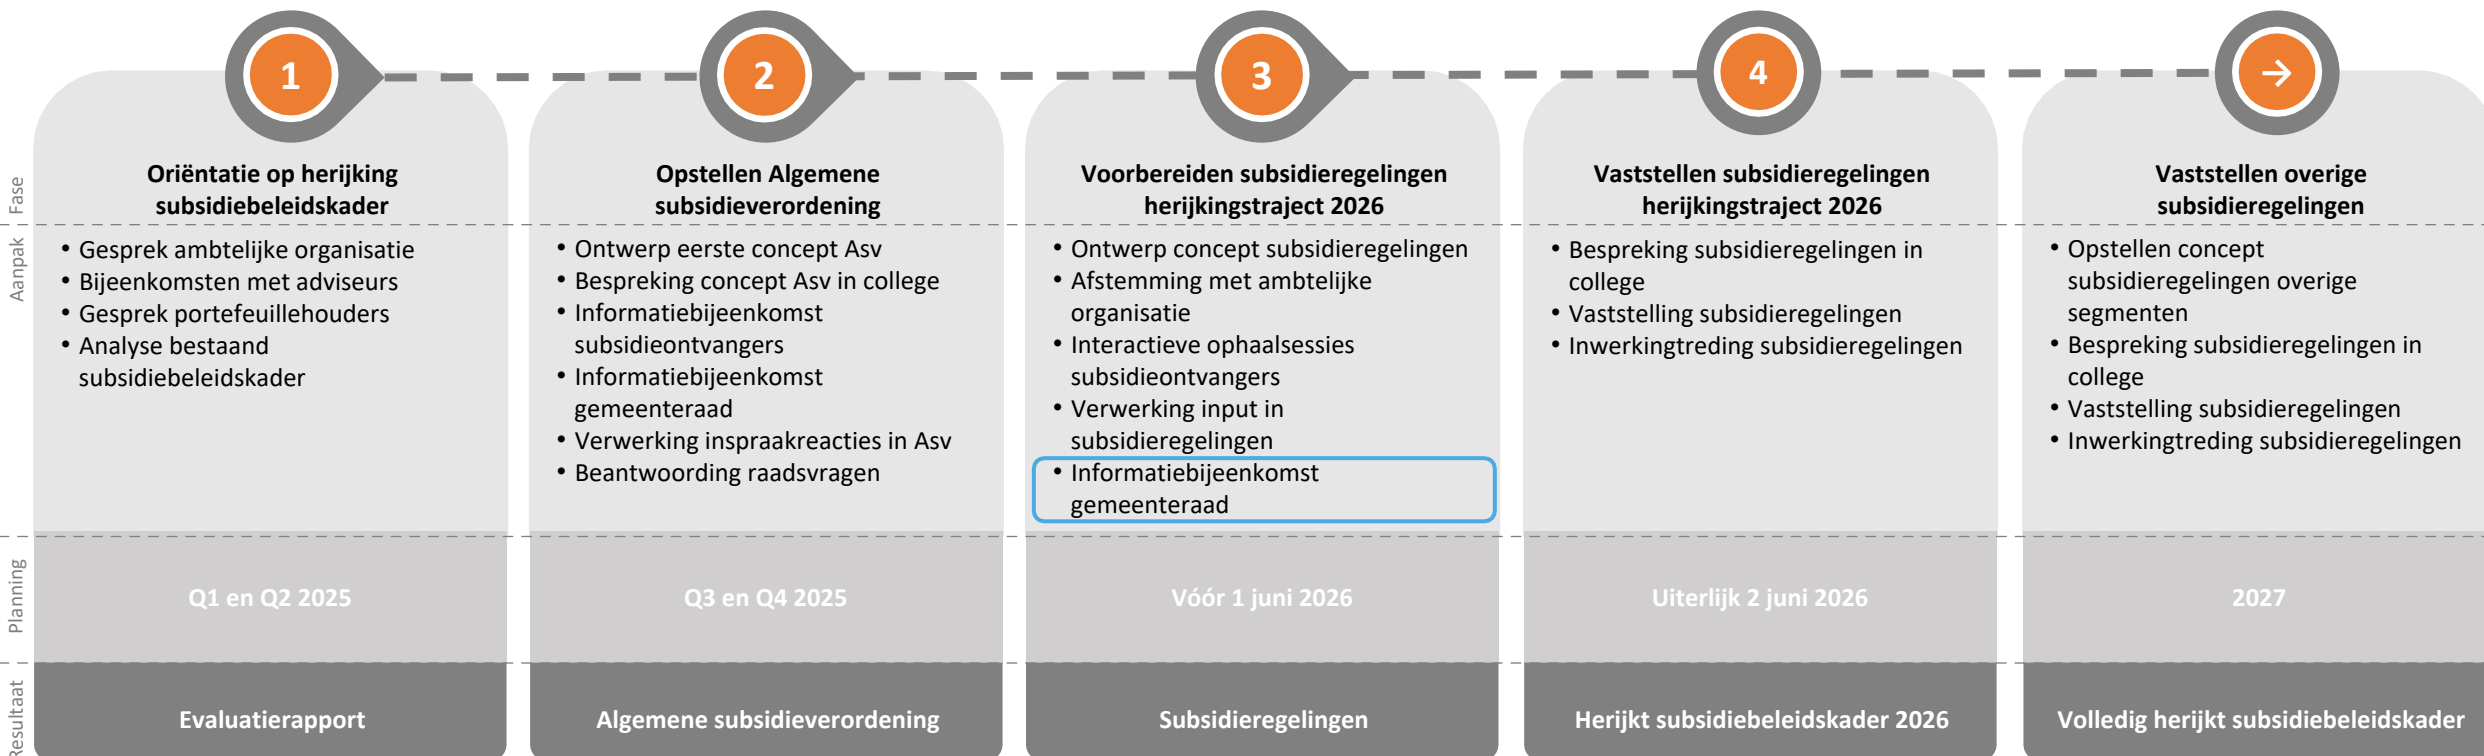 1
2
3
4
→
Fase
Oriëntatie op herijking
subsidiebeleidskader
Opstellen Algemene
subsidieverordening
Voorbereiden subsidieregelingen
herijkingstraject 2026
Vaststellen subsidieregelingen
herijkingstraject 2026
Vaststellen overige
subsidieregelingen
Aanpak
• Gesprek ambtelijke organisatie
• Bijeenkomsten met adviseurs
• Gesprek portefeuillehouders
• Analyse bestaand
subsidiebeleidskader
• Ontwerp eerste concept Asv
• Bespreking concept Asv in college
• Informatiebijeenkomst
subsidieontvangers
• Informatiebijeenkomst
gemeenteraad
• Verwerking inspraakreacties in Asv
• Beantwoording raadsvragen
• Ontwerp concept subsidieregelingen
• Afstemming met ambtelijke
organisatie
• Interactieve ophaalsessies
subsidieontvangers
• Verwerking input in
subsidieregelingen
• Informatiebijeenkomst
gemeenteraad
• Bespreking subsidieregelingen in
college
• Vaststelling subsidieregelingen
• Inwerkingtreding subsidieregelingen
• Opstellen concept
subsidieregelingen overige
segmenten
• Bespreking subsidieregelingen in
college
• Vaststelling subsidieregelingen
• Inwerkingtreding subsidieregelingen
Planning
Q1 en Q2 2025
Q3 en Q4 2025
Vóór 1 juni 2026
Uiterlijk 2 juni 2026
2027
Resultaat
Evaluatierapport
Algemene subsidieverordening
Subsidieregelingen
Herijkt subsidiebeleidskader 2026
Volledig herijkt subsidiebeleidskader